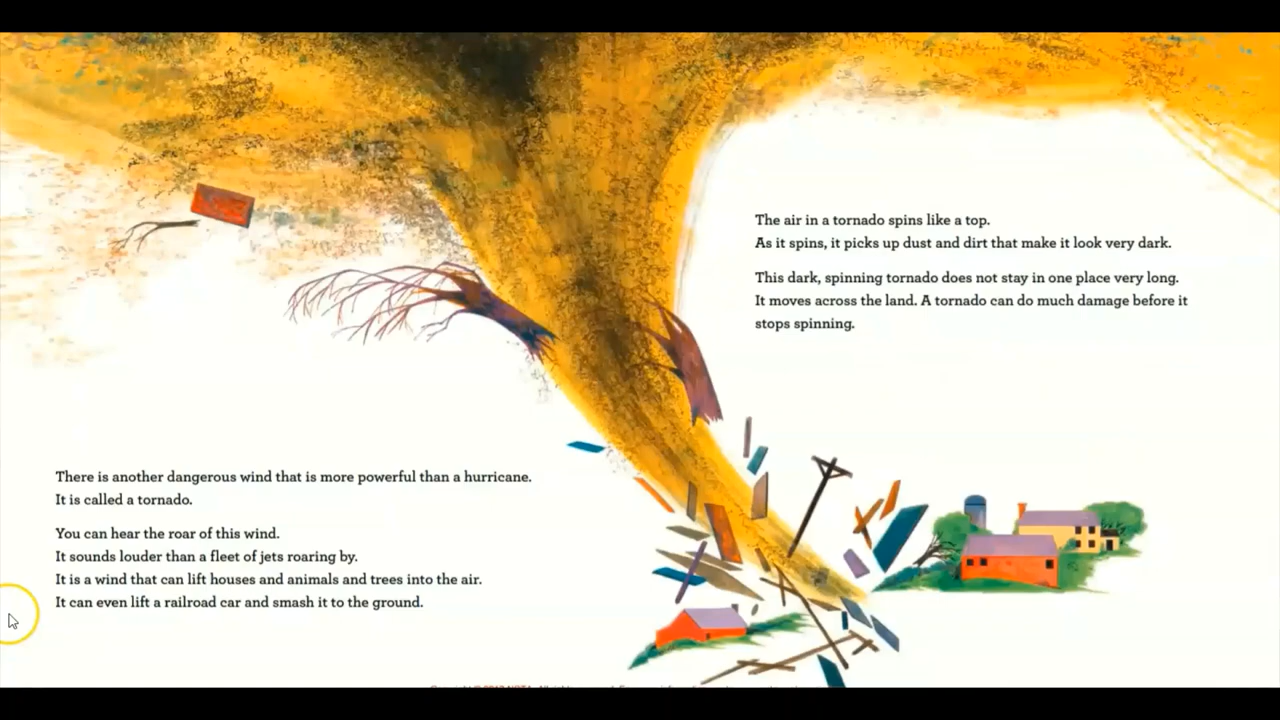 There is another dangerous wind that is more powerful than a hurricane.
It is called a tornado.
You can hear the roar of this wind.
It sounds louder than a fleet of jets roaring by.
It is a wind that can lift houses and animals and trees into the air.
It can even lift a railroad car and smash it to the ground.
The air in a tornado spins like a top.
As it spins, it picks up dust and dirt that make it look very dark.
This dark, spinning tornado does not stay in one place very long.
It moves across the land. A tornado can do much damage before it
stops spinning.